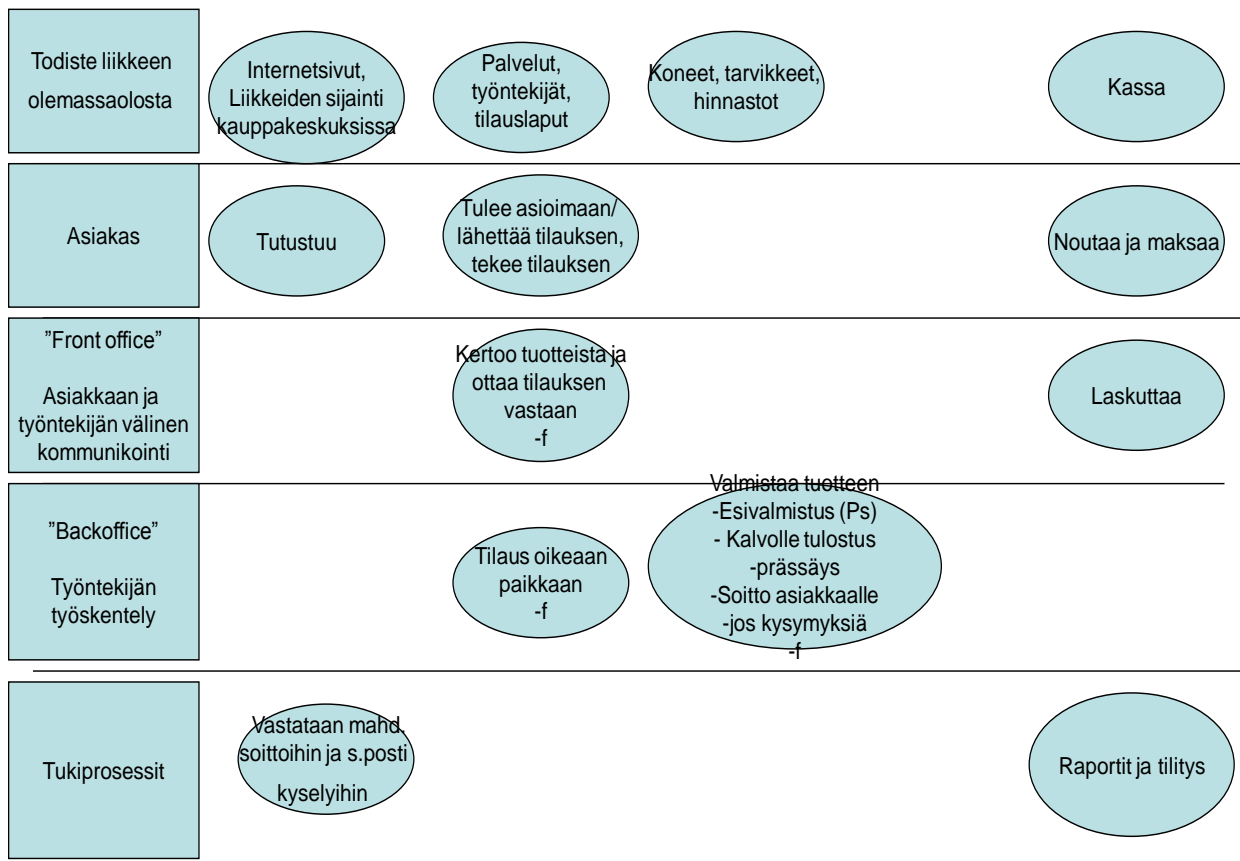 Todiste liikkeen
olemassaolosta
Internetsivut,
Liikkeiden sijainti
kauppakeskuksissa
Palvelut,
työntekijät,
tilauslaput
Koneet, tarvikkeet,
hinnastot
Kassa
Asiakas
Tutustuu
Tulee asioimaan/
lähettää tilauksen,
tekee tilauksen
Noutaa ja maksaa
”Front office”
Asiakkaan ja
työntekijän välinen
kommunikointi
Kertoo tuotteista ja
ottaa tilauksen
vastaan
-f
Laskuttaa
”Backoffice”
Työntekijän
työskentely
Tilaus oikeaan
paikkaan
-f
Valmistaa tuotteen
-Esivalmistus (Ps)
- Kalvolle tulostus
-prässäys
-Soitto asiakkaalle
-jos kysymyksiä
-f
Tukiprosessit
Vastataan mahd.
soittoihin ja s.posti
kyselyihin
Raportit ja tilitys